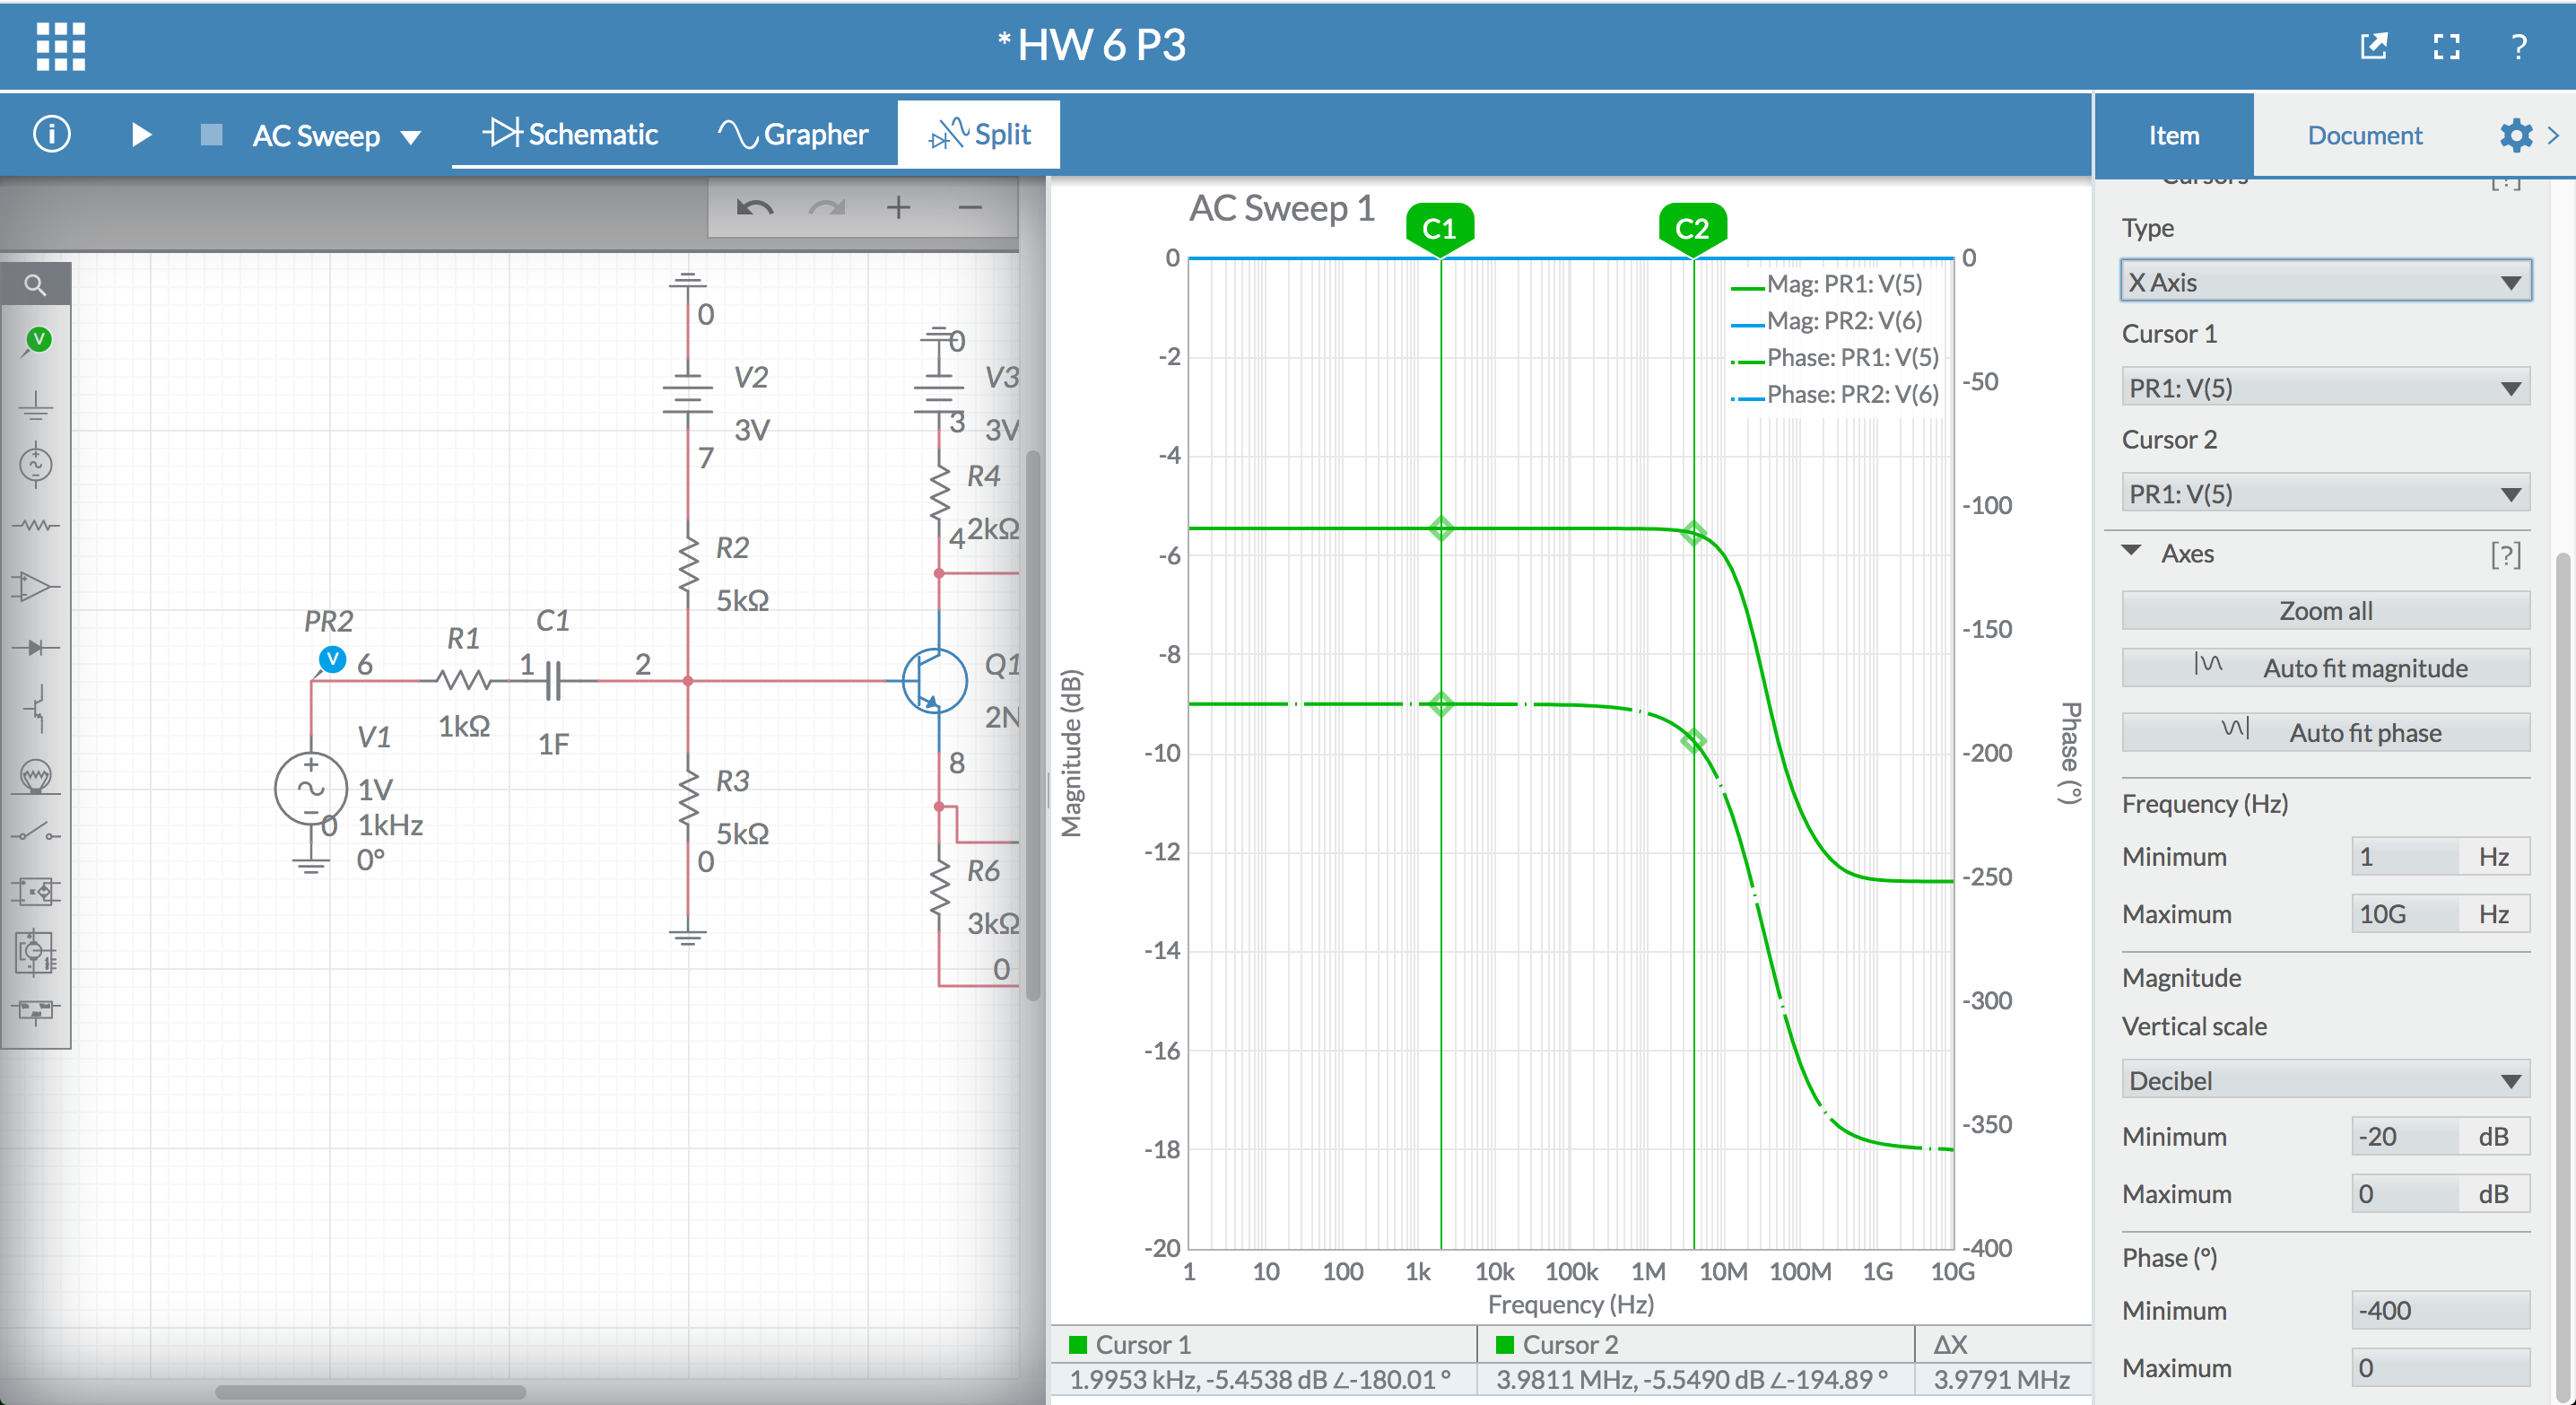 *HW 6 P3
?
i
AC Sweep
Schematic
Grapher
Split
Item
Document
Cursors
[?]
Type
X Axis
Cursor 1
PR1: V(5)
Cursor 2
PR1: V(5)
Axes
[?]
Zoom all
Auto fit magnitude
Auto fit phase
Frequency (Hz)
Minimum
1 Hz
Maximum
10G Hz
Magnitude
Vertical scale
Decibel
Minimum
-20 dB
Maximum
0 dB
Phase (°)
Minimum
-400
Maximum
0
V
0
V2
3V
7
R2
5kΩ
0
V3
3
3V
R4
2kΩ
4
PR2
V
6
R1
1kΩ
1
C1
1F
2
Q1
2N
8
V1
1V
1kHz
0°
0
R3
5kΩ
0
R6
3kΩ
0
AC Sweep 1
C1
C2
Mag: PR1: V(5)
Mag: PR2: V(6)
Phase: PR1: V(5)
Phase: PR2: V(6)
Magnitude (dB)
0
-2
-4
-6
-8
-10
-12
-14
-16
-18
-20
Phase (°)
0
-50
-100
-150
-200
-250
-300
-350
-400
1 10 100 1k 10k 100k 1M 10M 100M 1G 10G
Frequency (Hz)
Cursor 1 Cursor 2 ΔX
1.9953 kHz, -5.4538 dB ∠-180.01 ° 3.9811 MHz, -5.5490 dB ∠-194.89 ° 3.9791 MHz